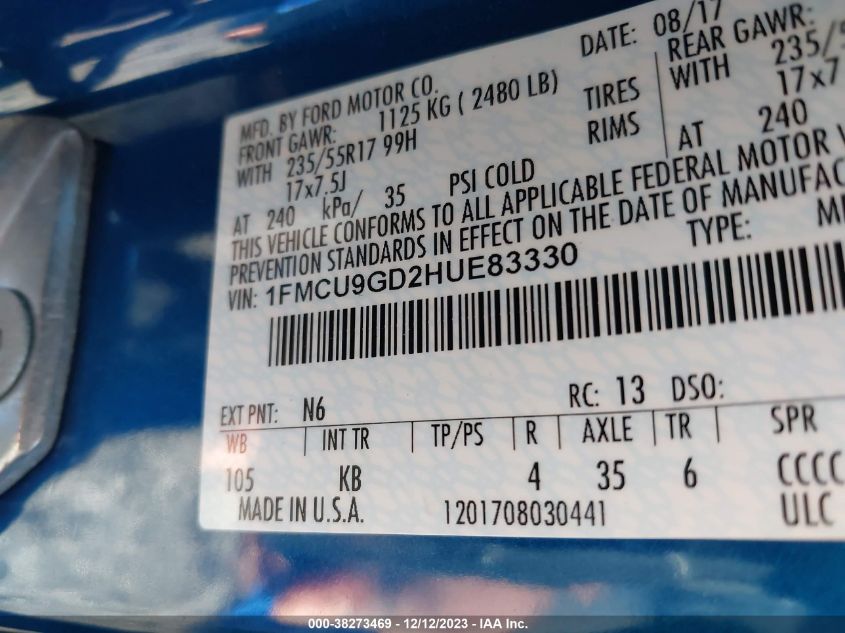 MFD. BY FORD MOTOR CO. DATE: 08/17
FRONT GAWR: 1125 KG ( 2480 LB) REAR GAWR:
WITH 235/55R17 99H TIRES WITH 235/
17x7.5J RIMS 17x7
AT 240 kPa/ 35 PSI COLD AT 240
THIS VEHICLE CONFORMS TO ALL APPLICABLE FEDERAL MOTOR V
PREVENTION STANDARDS IN EFFECT ON THE DATE OF MANUFAC
VIN: 1FMCU9GD2HUE83330 TYPE:
EXT PNT: N6 RC: 13 DSO:
WB INT TR TP/PS R AXLE TR SPR
105 KB 4 35 6 CCCC
MADE IN U.S.A. 1201708030441 ULC
000-38273469 - 12/12/2023 - IAA Inc.